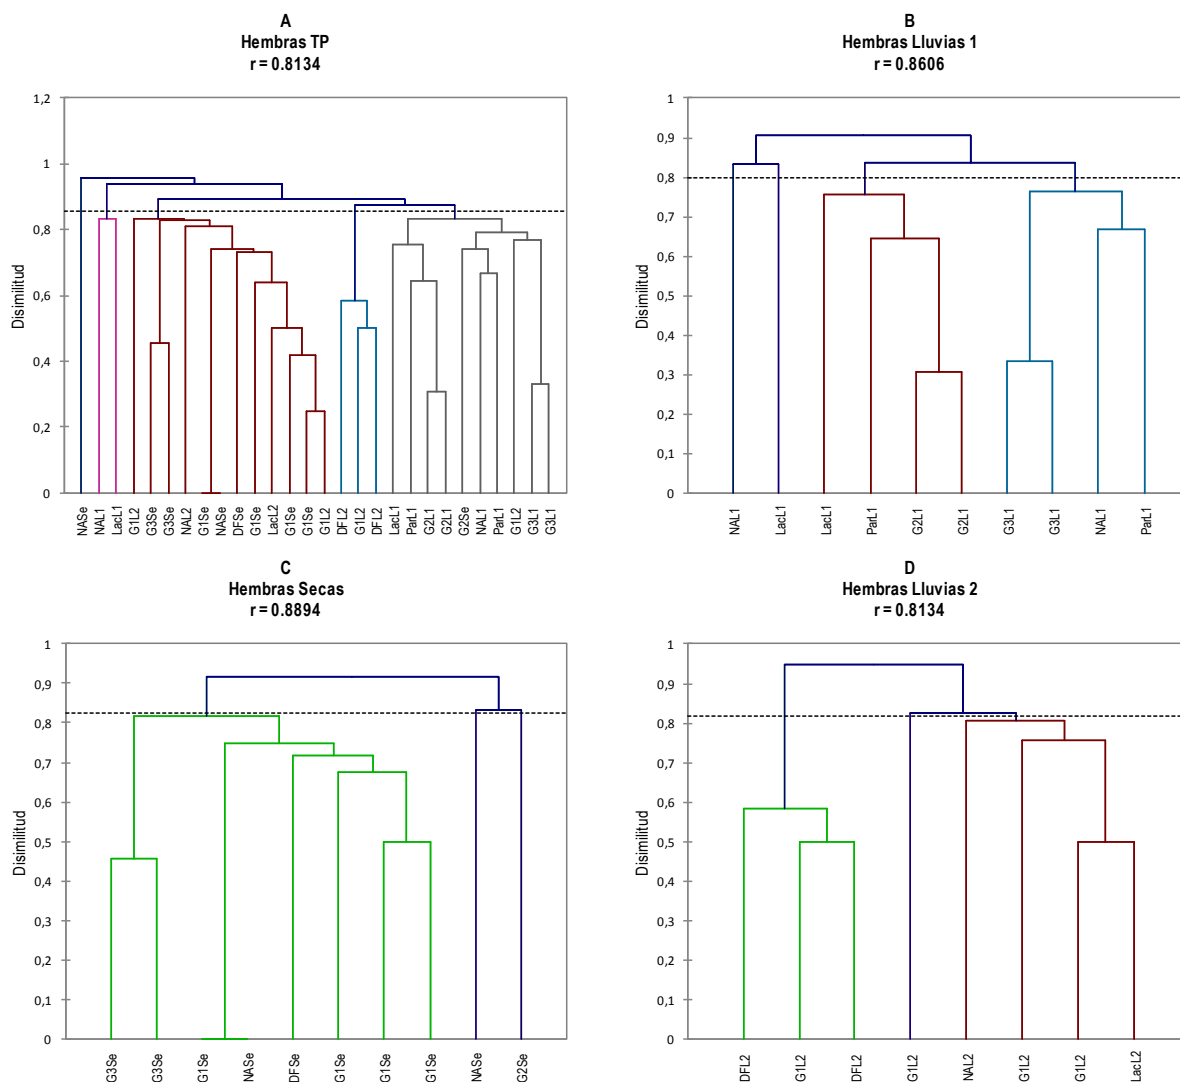 A
Hembras TP
r = 0.8134
Disimilitud
1,2
1
0,8
0,6
0,4
0,2
0
NASe
NAL1
LacL1
G1L2
G3Se
G3Se
NAL2
G1Se
NASe
DFSe
G1Se
LacL2
G1Se
G1Se
G1L2
DFL2
G1L2
DFL2
LacL1
ParL1
G2L1
G2L1
G2Se
NAL1
ParL1
G1L2
G3L1
G3L1
B
Hembras Lluvias 1
r = 0.8606
Disimilitud
1
0,9
0,8
0,7
0,6
0,5
0,4
0,3
0,2
0,1
0
NAL1
LacL1
LacL1
ParL1
G2L1
G2L1
G3L1
G3L1
NAL1
ParL1
C
Hembras Secas
r = 0.8894
Disimilitud
1
0,9
0,8
0,7
0,6
0,5
0,4
0,3
0,2
0,1
0
G3Se
G3Se
G1Se
NASe
DFSe
G1Se
G1Se
G1Se
NASe
G2Se
D
Hembras Lluvias 2
r = 0.8134
Disimilitud
1
0,9
0,8
0,7
0,6
0,5
0,4
0,3
0,2
0,1
0
DFL2
G1L2
DFL2
G1L2
NAL2
G1L2
G1L2
LacL2